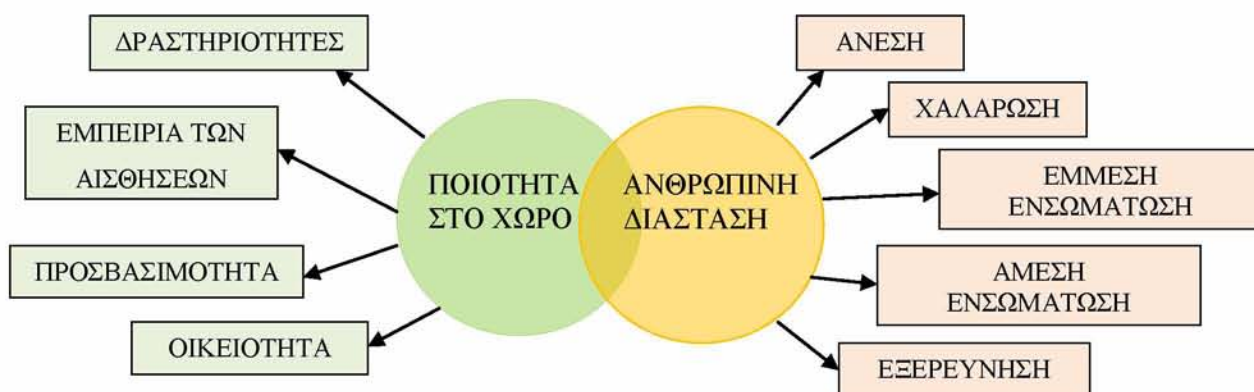 ΔΡΑΣΤΗΡΙΟΤΗΤΕΣ
ΕΜΠΕΙΡΙΑ ΤΩΝ
ΑΙΣΘΗΣΕΩΝ
ΠΡΟΣΒΑΣΙΜΟΤΗΤΑ
ΟΙΚΕΙΟΤΗΤΑ
ΠΟΙΟΤΗΤΑ
ΣΤΟ ΧΩΡΟ
ΑΝΘΡΩΠΙΝΗ
ΔΙΑΣΤΑΣΗ
ΑΝΕΣΗ
ΧΑΛΑΡΩΣΗ
ΕΜΜΕΣΗ
ΕΝΣΩΜΑΤΩΣΗ
ΑΜΕΣΗ
ΕΝΣΩΜΑΤΩΣΗ
ΕΞΕΡΕΥΝΗΣΗ